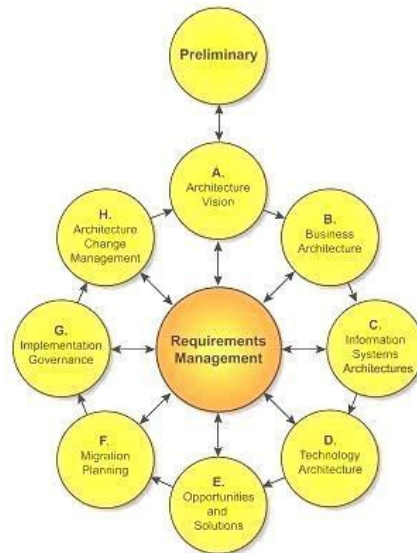 Preliminary
A.
Architecture
Vision
B.
Business
Architecture
C.
Information
Systems
Architectures
D.
Technology
Architecture
E.
Opportunities
and
Solutions
F.
Migration
Planning
G.
Implementation
Governance
H.
Architecture
Change
Management
Requirements
Management